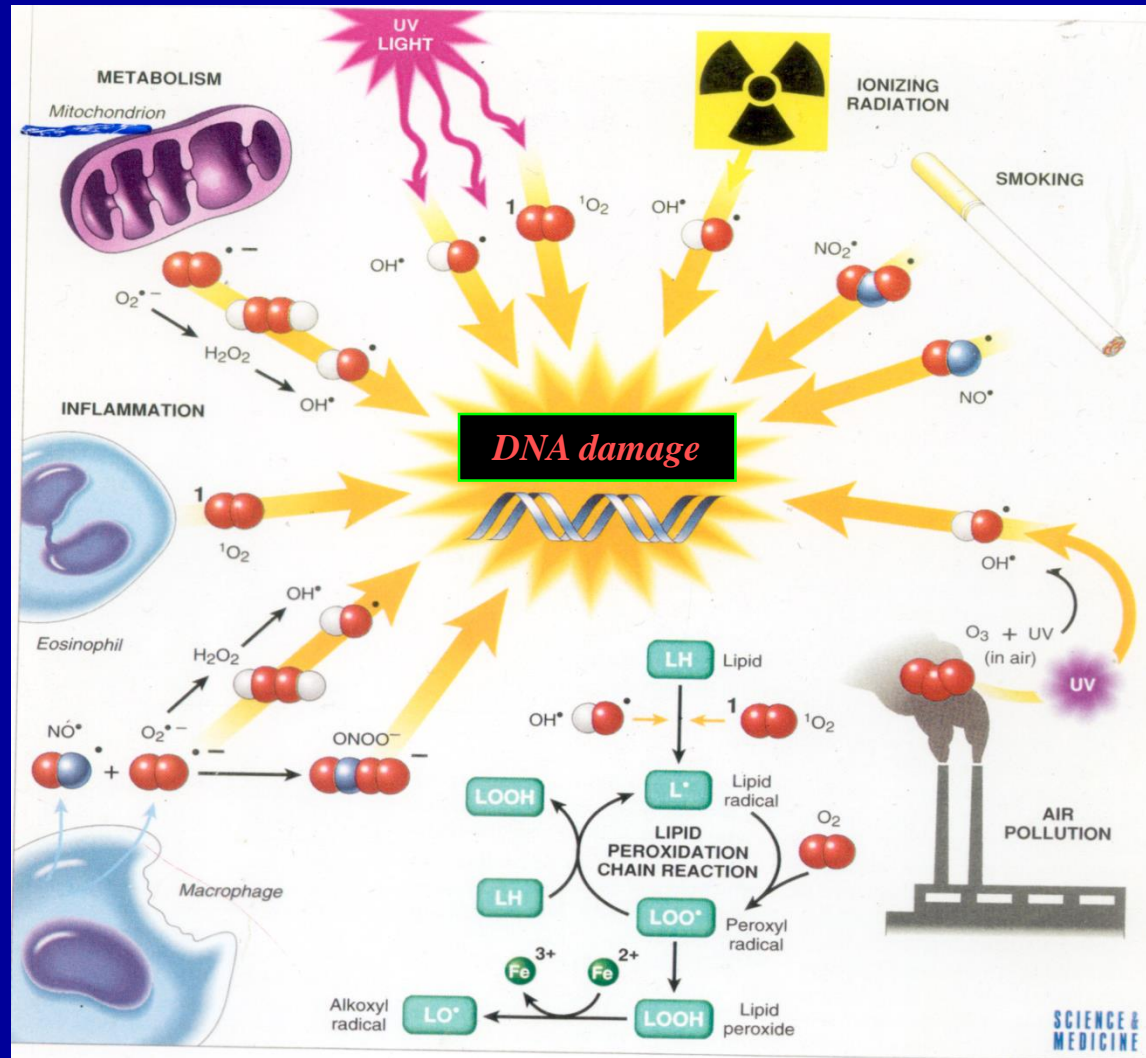 UV
LIGHT
METABOLISM
Mitochondrion
IONIZING
RADIATION
SMOKING
1
¹O₂
OH•
•
OH•
•
OH•
•
NO₂•
•
• −
O₂• −
H₂O₂
OH•
•
•
NO•
INFLAMMATION
DNA damage
1
¹O₂
•
OH•
Eosinophil
OH•
•
H₂O₂
O₃ + UV
(in air)
UV
LH
Lipid
NO•
•
+
O₂• −
• −
ONOO⁻
−
OH•
•
1
¹O₂
LOOH
L•
Lipid
radical
O₂
LIPID
PEROXIDATION
CHAIN REACTION
AIR
POLLUTION
Macrophage
LH
LOO•
Peroxyl
radical
Fe 3+
Fe 2+
Alkoxyl
radical
LO•
LOOH
Lipid
peroxide
SCIENCE &
MEDICINE